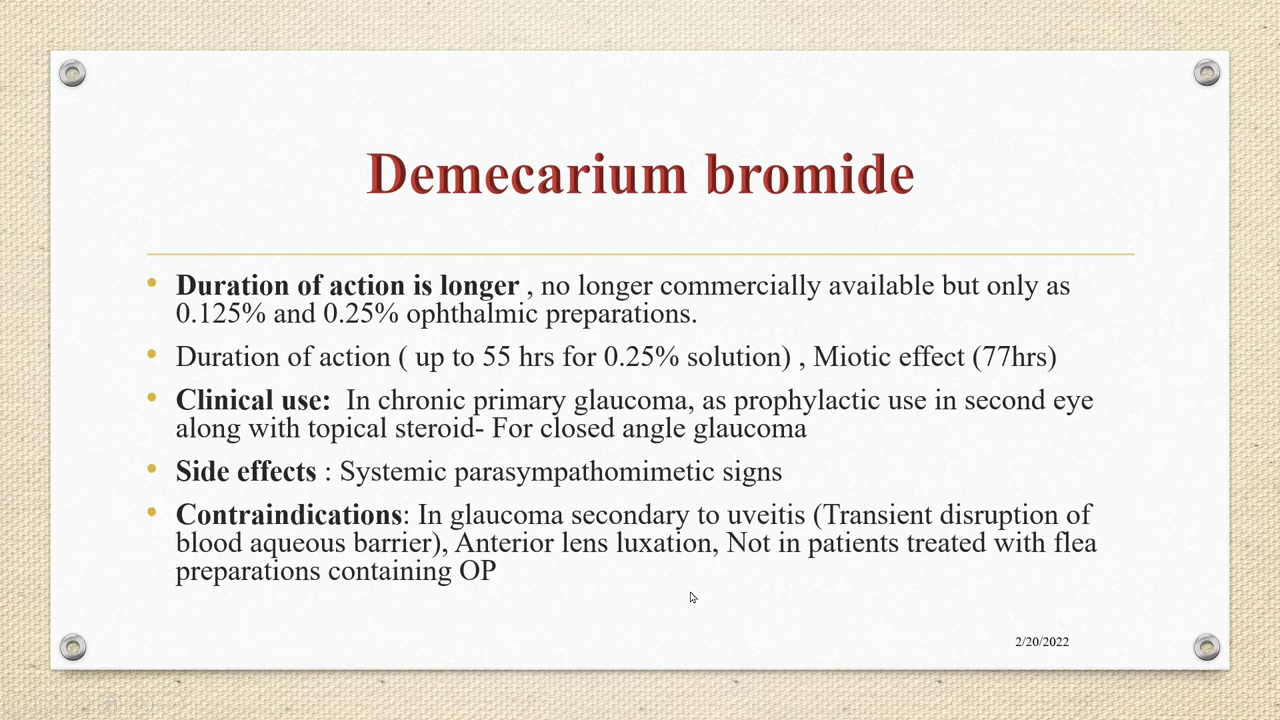 Demecarium bromide
• Duration of action is longer , no longer commercially available but only as
0.125% and 0.25% ophthalmic preparations.
• Duration of action ( up to 55 hrs for 0.25% solution) , Miotic effect (77hrs)
• Clinical use:  In chronic primary glaucoma, as prophylactic use in second eye
along with topical steroid- For closed angle glaucoma
• Side effects : Systemic parasympathomimetic signs
• Contraindications: In glaucoma secondary to uveitis (Transient disruption of
blood aqueous barrier), Anterior lens luxation, Not in patients treated with flea
preparations containing OP
2/20/2022